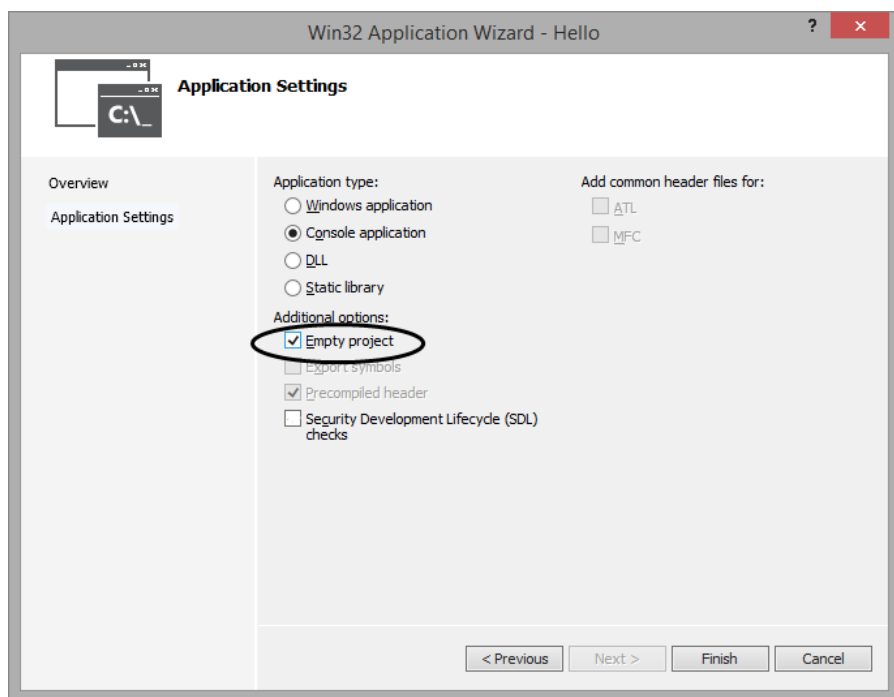 Win32 Application Wizard - Hello
?
Application Settings
C:\_
Overview
Application Settings
Application type:
Windows application
Console application
DLL
Static library
Additional options:
Empty project
Export symbols
Precompiled header
Security Development Lifecycle (SDL)
checks
Add common header files for:
ATL
MFC
< Previous
Next >
Finish
Cancel